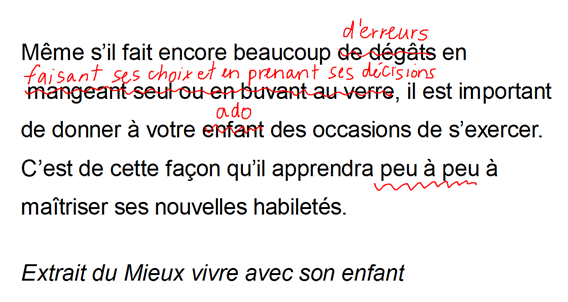 d'erreurs
Même s'il fait encore beaucoup de dégâts en
faisant ses choix et en prenant ses décisions
mangeant seul ou en buvant au verre, il est important
ado
de donner à votre enfant des occasions de s'exercer.
C'est de cette façon qu'il apprendra peu à peu à
maîtriser ses nouvelles habiletés.
Extrait du Mieux vivre avec son enfant